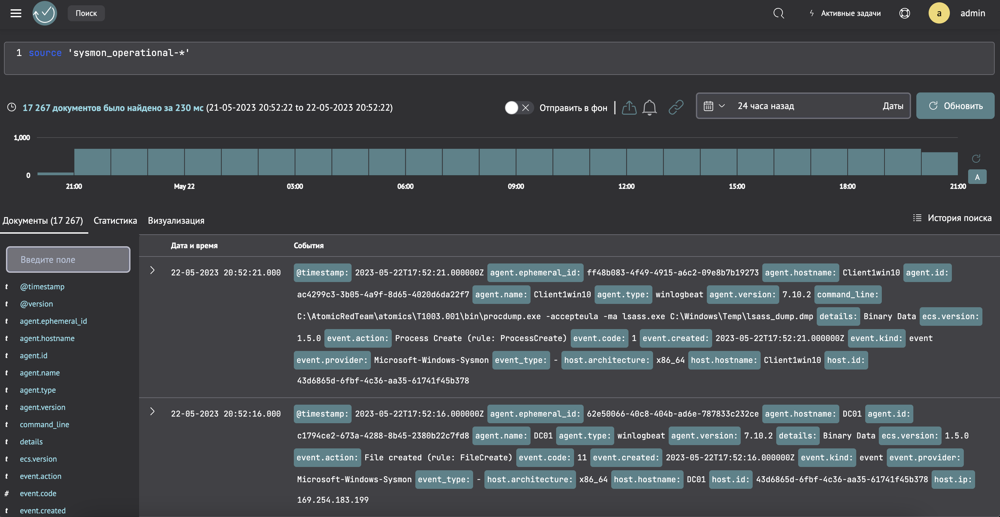 Поиск
Активные задачи
a
admin
1 source 'sysmon_operational-*'
17 267 документов было найдено за 230 мс (21-05-2023 20:52:22 to 22-05-2023 20:52:22)
Отправить в фон
24 часа назад
Даты
Обновить
1,000
0
21:00 May 22 03:00 06:00 09:00 12:00 15:00 18:00 21:00
A
Документы (17 267) Статистика Визуализация
История поиска
Введите поле
t @timestamp
t @version
t agent.ephemeral_id
t agent.hostname
t agent.id
t agent.name
t agent.type
t agent.version
t command_line
t details
t ecs.version
t event.action
# event.code
t event.created
Дата и время События
22-05-2023 20:52:21.000 @timestamp: 2023-05-22T17:52:21.000000Z agent.ephemeral_id: ff48b083-4f49-4915-a6c2-09e8b7b19273 agent.hostname: Client1win10 agent.id:
ac4299c3-3b05-4a9f-8d65-4020d6da22f7 agent.name: Client1win10 agent.type: winlogbeat agent.version: 7.10.2 command_line:
C:\AtomicRedTeam\atomics\T1003.001\bin\procdump.exe -accepteula -ma lsass.exe C:\Windows\Temp\lsass_dump.dmp details: Binary Data ecs.version:
1.5.0 event.action: Process Create (rule: ProcessCreate) event.code: 1 event.created: 2023-05-22T17:52:21.000000Z event.kind: event
event.provider: Microsoft-Windows-Sysmon event_type: - host.architecture: x86_64 host.hostname: Client1win10 host.id:
43d6865d-6fbf-4c36-aa35-61741f45b378
22-05-2023 20:52:16.000 @timestamp: 2023-05-22T17:52:16.000000Z agent.ephemeral_id: 62e50066-40c8-404b-ad6e-787833c232ce agent.hostname: DC01 agent.id:
c1794ce2-673a-4288-8b45-2380b22c7fd8 agent.name: DC01 agent.type: winlogbeat agent.version: 7.10.2 details: Binary Data ecs.version: 1.5.0
event.action: File created (rule: FileCreate) event.code: 11 event.created: 2023-05-22T17:52:16.000000Z event.kind: event event.provider:
Microsoft-Windows-Sysmon event_type: - host.architecture: x86_64 host.hostname: DC01 host.id: 43d6865d-6fbf-4c36-aa35-61741f45b378 host.ip:
169.254.183.199